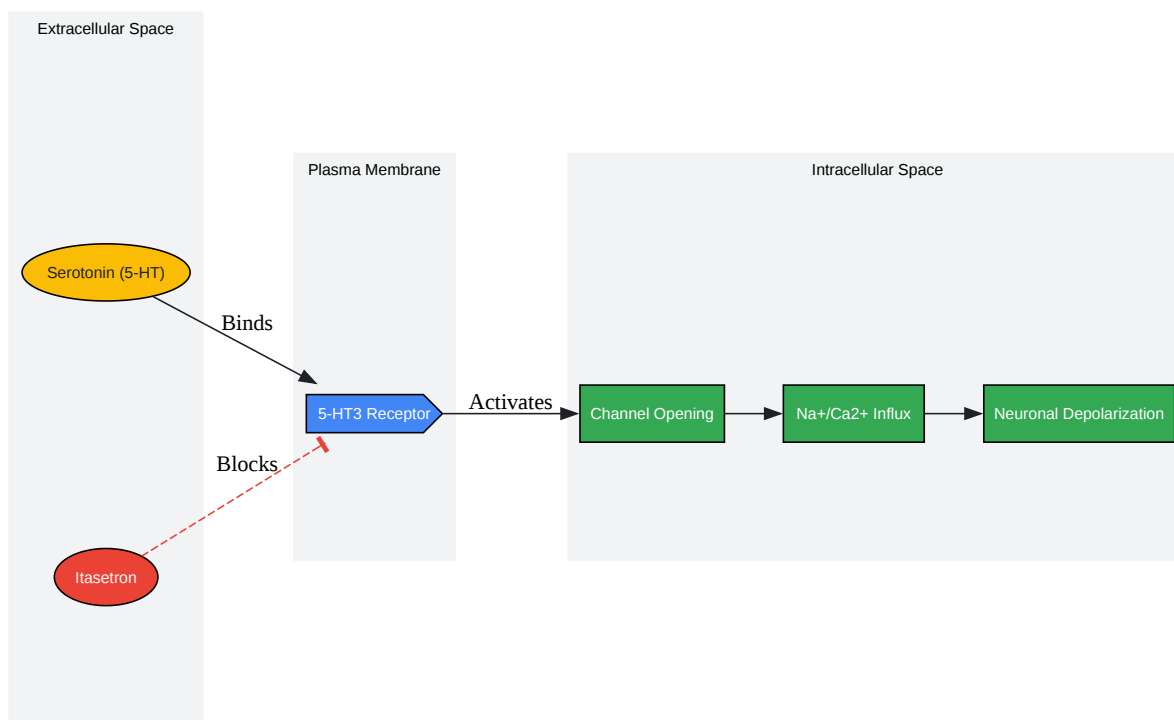 Extracellular Space
Plasma Membrane
Intracellular Space
Serotonin (5-HT)
Binds
5-HT3 Receptor
Activates
Channel Opening
Na+/Ca2+ Influx
Neuronal Depolarization
Blocks
Itasetron